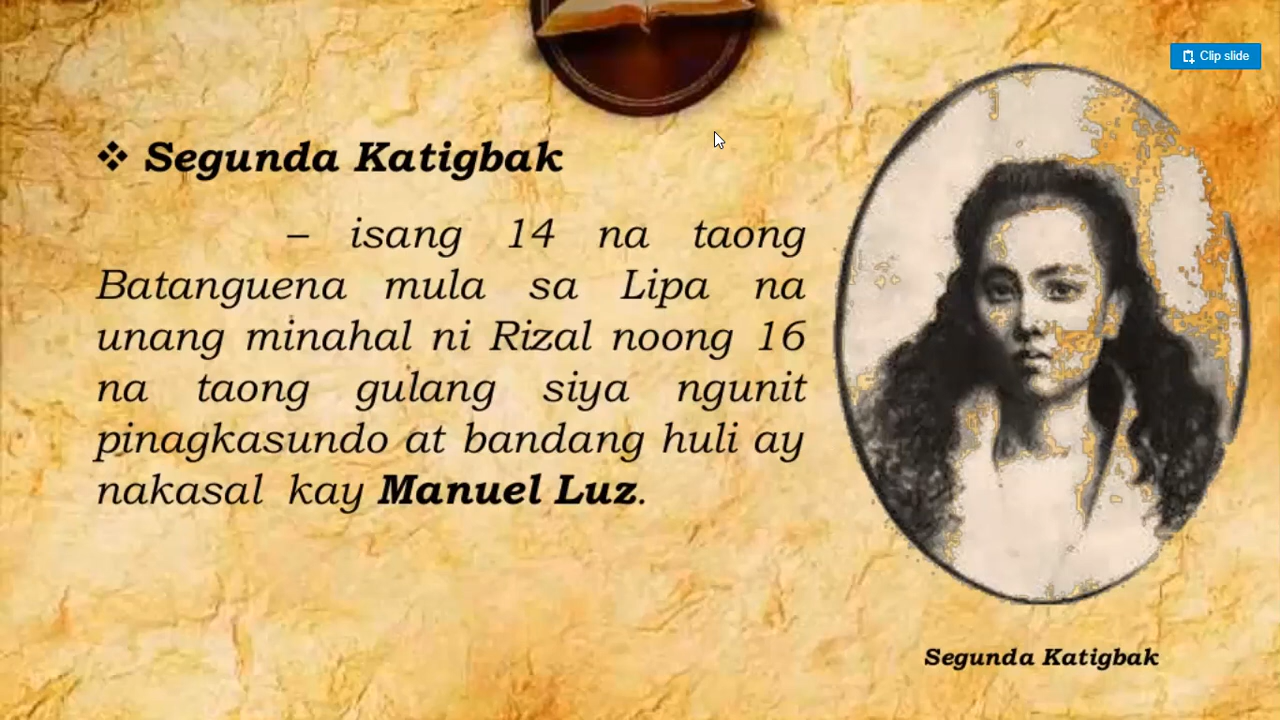 Clip slide
❖ Segunda Katigbak
– isang 14 na taong
Batanguena mula sa Lipa na
unang minahal ni Rizal noong 16
na taong gulang siya ngunit
pinagkasundo at bandang huli ay
nakasal kay Manuel Luz.
Segunda Katigbak